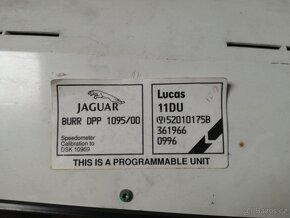 JAGUAR
BURR DPP 1095/00
Speedometer
Calibration to
DSK 10969
Lucas
11DU
(V)52010175B
361966
0996
THIS IS A PROGRAMMABLE UNIT